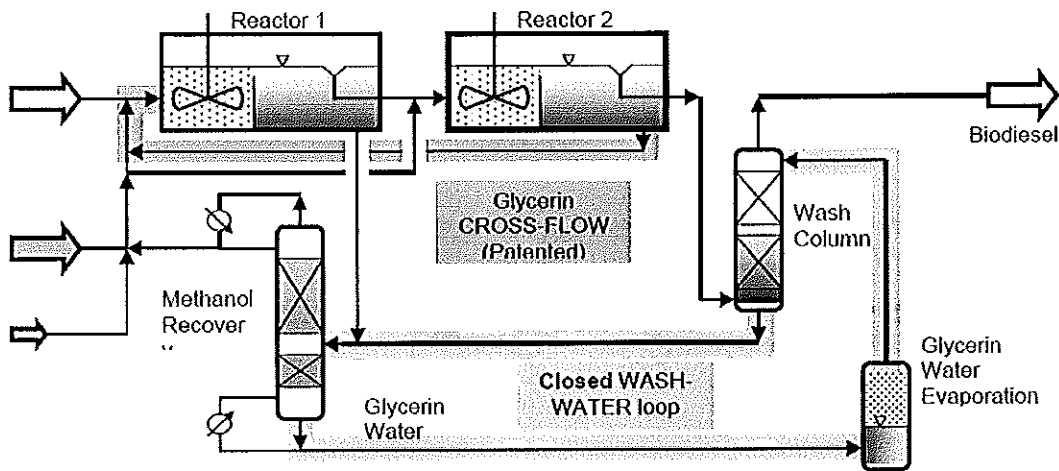 Reactor 1
Reactor 2
Biodiesel
Glycerin
CROSS-FLOW
(Patented)
Wash
Column
Methanol
Recover
Glycerin
Water
Evaporation
Closed WASH-
WATER loop
Glycerin
Water